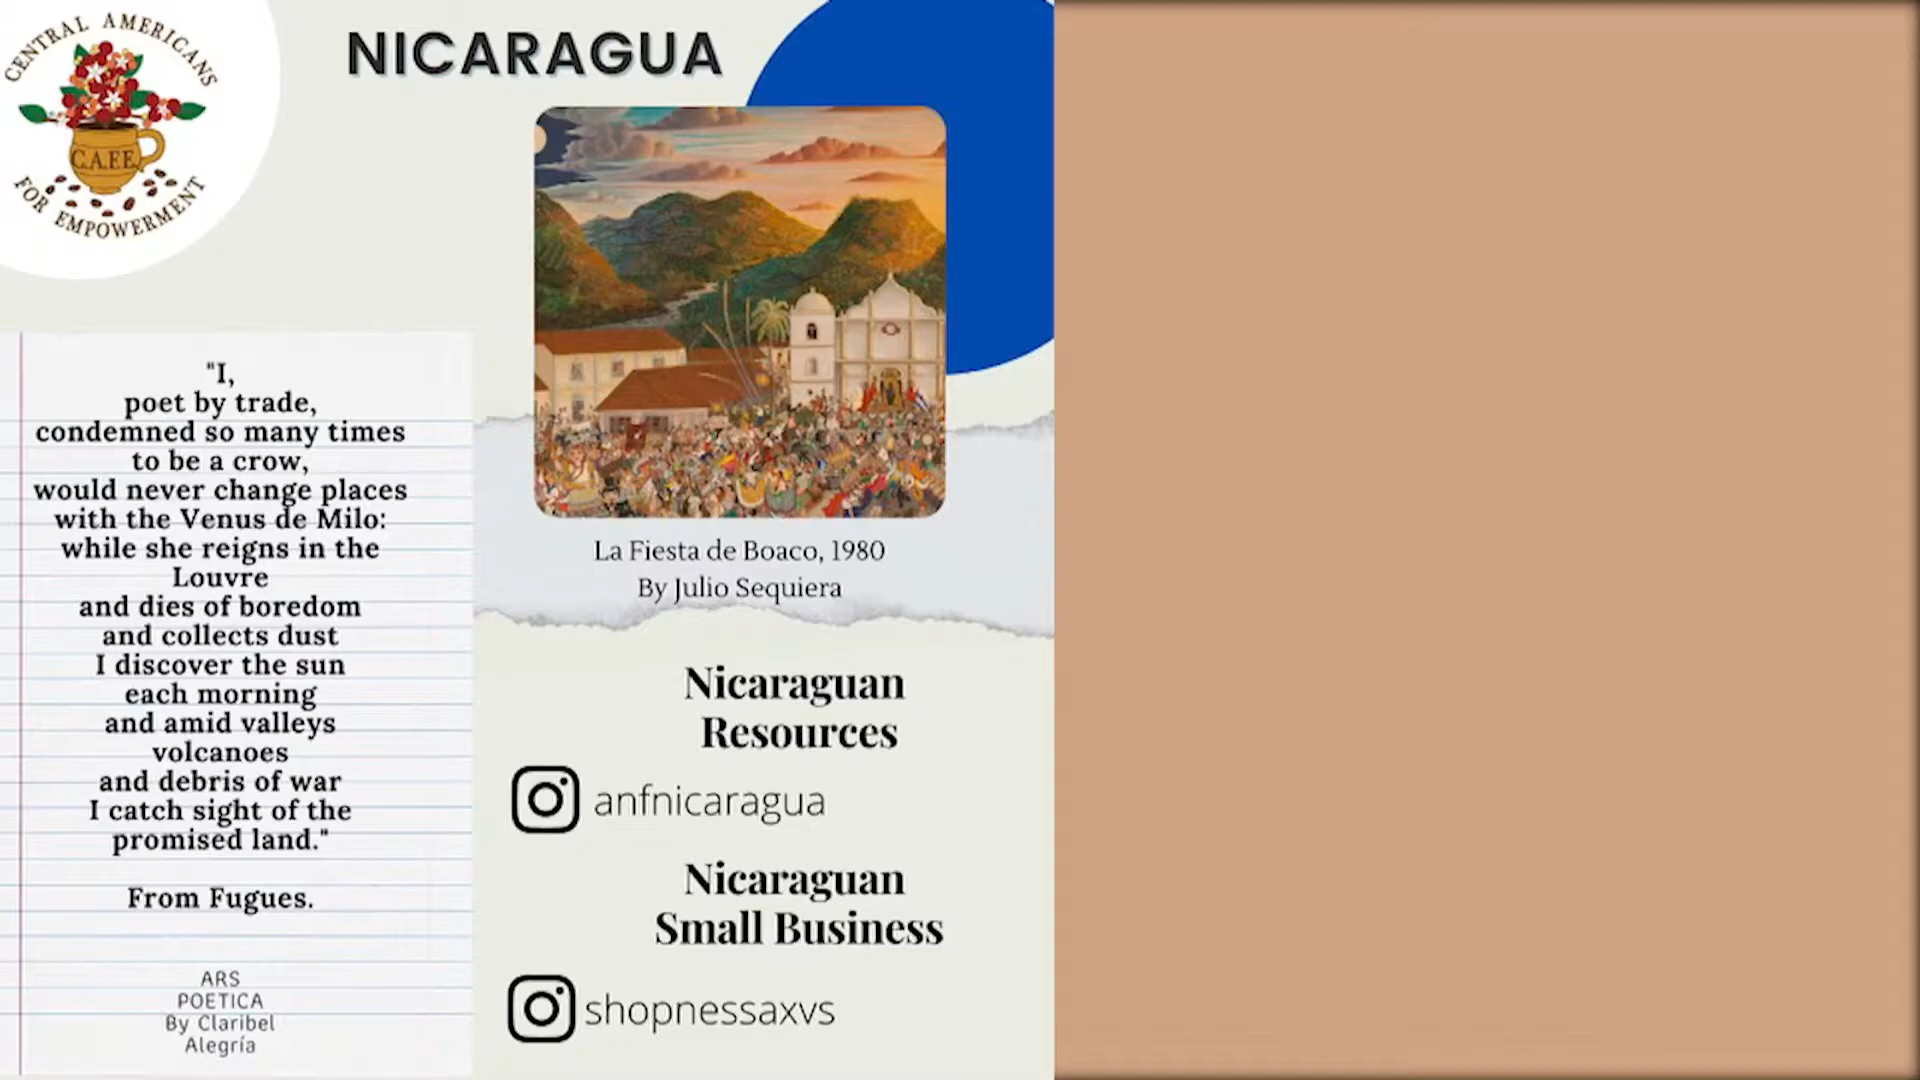 CENTRAL AMERICANS
C.A.F.E.
FOR EMPOWERMENT
NICARAGUA
"I,
poet by trade,
condemned so many times
to be a crow,
would never change places
with the Venus de Milo:
while she reigns in the
Louvre
and dies of boredom
and collects dust
I discover the sun
each morning
and amid valleys
volcanoes
and debris of war
I catch sight of the
promised land."
From Fugues.
ARS
POETICA
By Claribel
Alegría
La Fiesta de Boaco, 1980
By Julio Sequiera
Nicaraguan
Resources
anfnicaragua
Nicaraguan
Small Business
shopnessaxvs